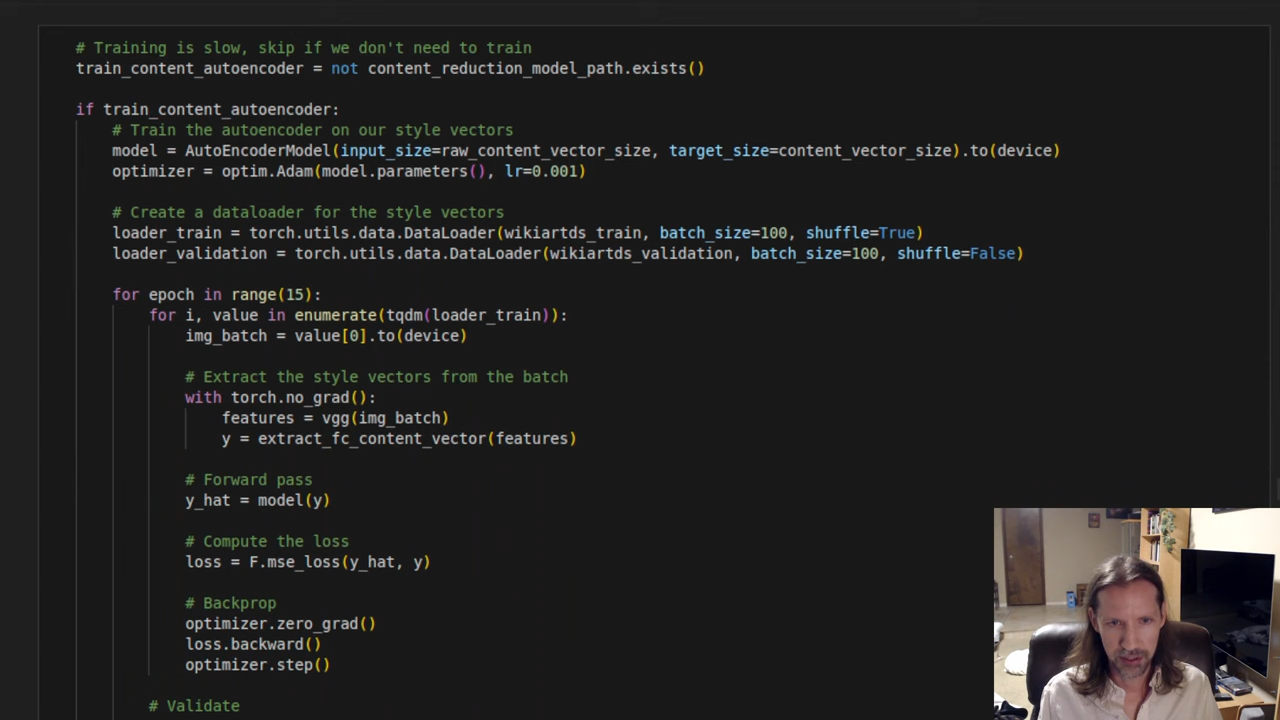 # Training is slow, skip if we don't need to train
train_content_autoencoder = not content_reduction_model_path.exists()
if train_content_autoencoder:
# Train the autoencoder on our style vectors
model = AutoEncoderModel(input_size=raw_content_vector_size, target_size=content_vector_size).to(device)
optimizer = optim.Adam(model.parameters(), lr=0.001)
# Create a dataloader for the style vectors
loader_train = torch.utils.data.DataLoader(wikiartds_train, batch_size=100, shuffle=True)
loader_validation = torch.utils.data.DataLoader(wikiartds_validation, batch_size=100, shuffle=False)
for epoch in range(15):
for i, value in enumerate(tqdm(loader_train)):
img_batch = value[0].to(device)
# Extract the style vectors from the batch
with torch.no_grad():
features = vgg(img_batch)
y = extract_fc_content_vector(features)
# Forward pass
y_hat = model(y)
# Compute the loss
loss = F.mse_loss(y_hat, y)
# Backprop
optimizer.zero_grad()
loss.backward()
optimizer.step()
# Validate